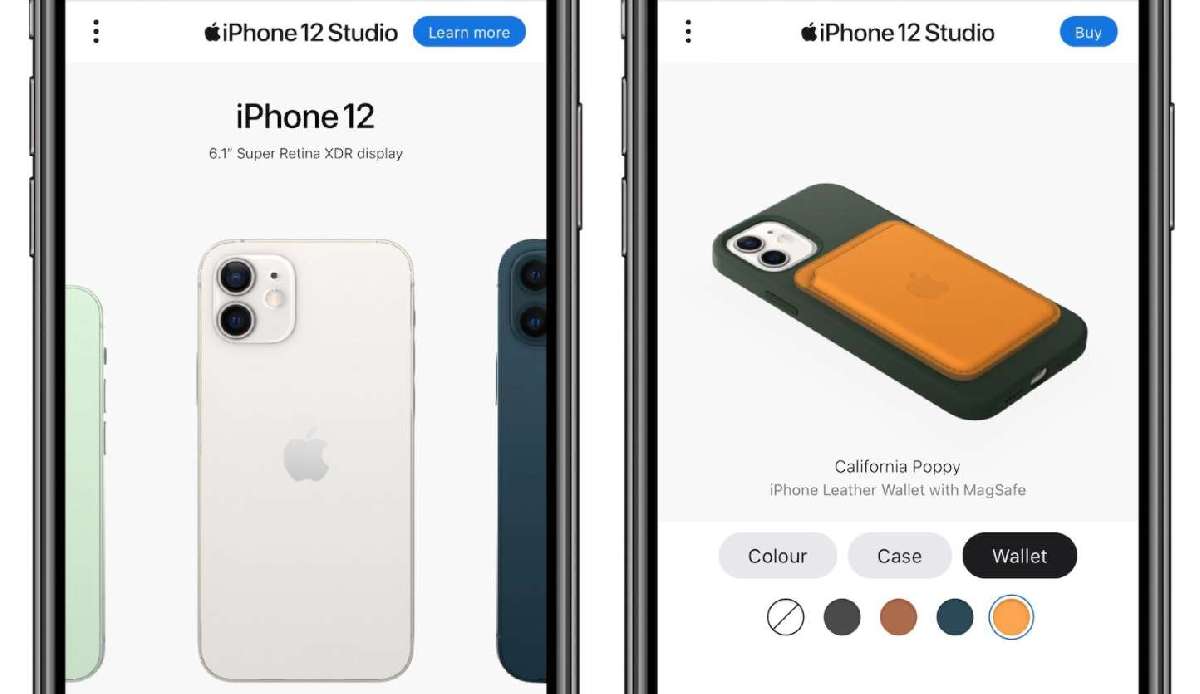 iPhone 12 Studio
Learn more
iPhone 12
6.1" Super Retina XDR display
iPhone 12 Studio
Buy
California Poppy
iPhone Leather Wallet with MagSafe
Colour
Case
Wallet